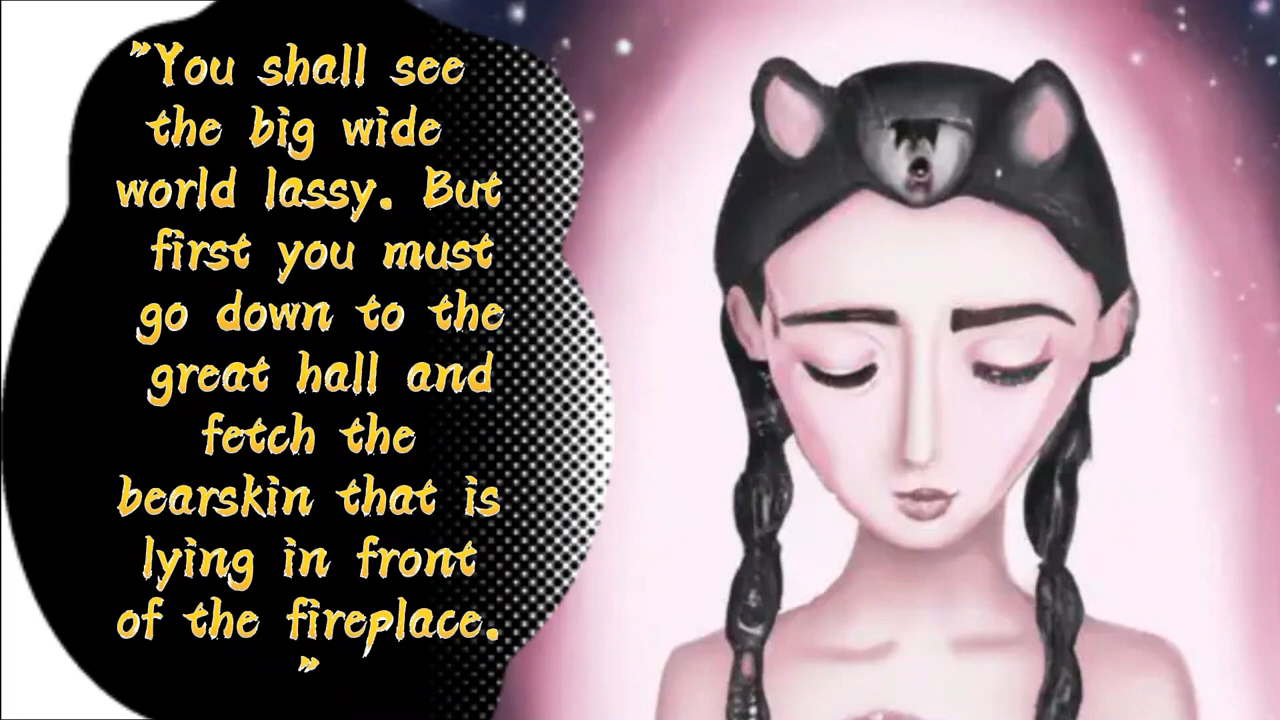 "You shall see
the big wide
world lassy. But
first you must
go down to the
great hall and
fetch the
bearskin that is
lying in front
of the fireplace.
"